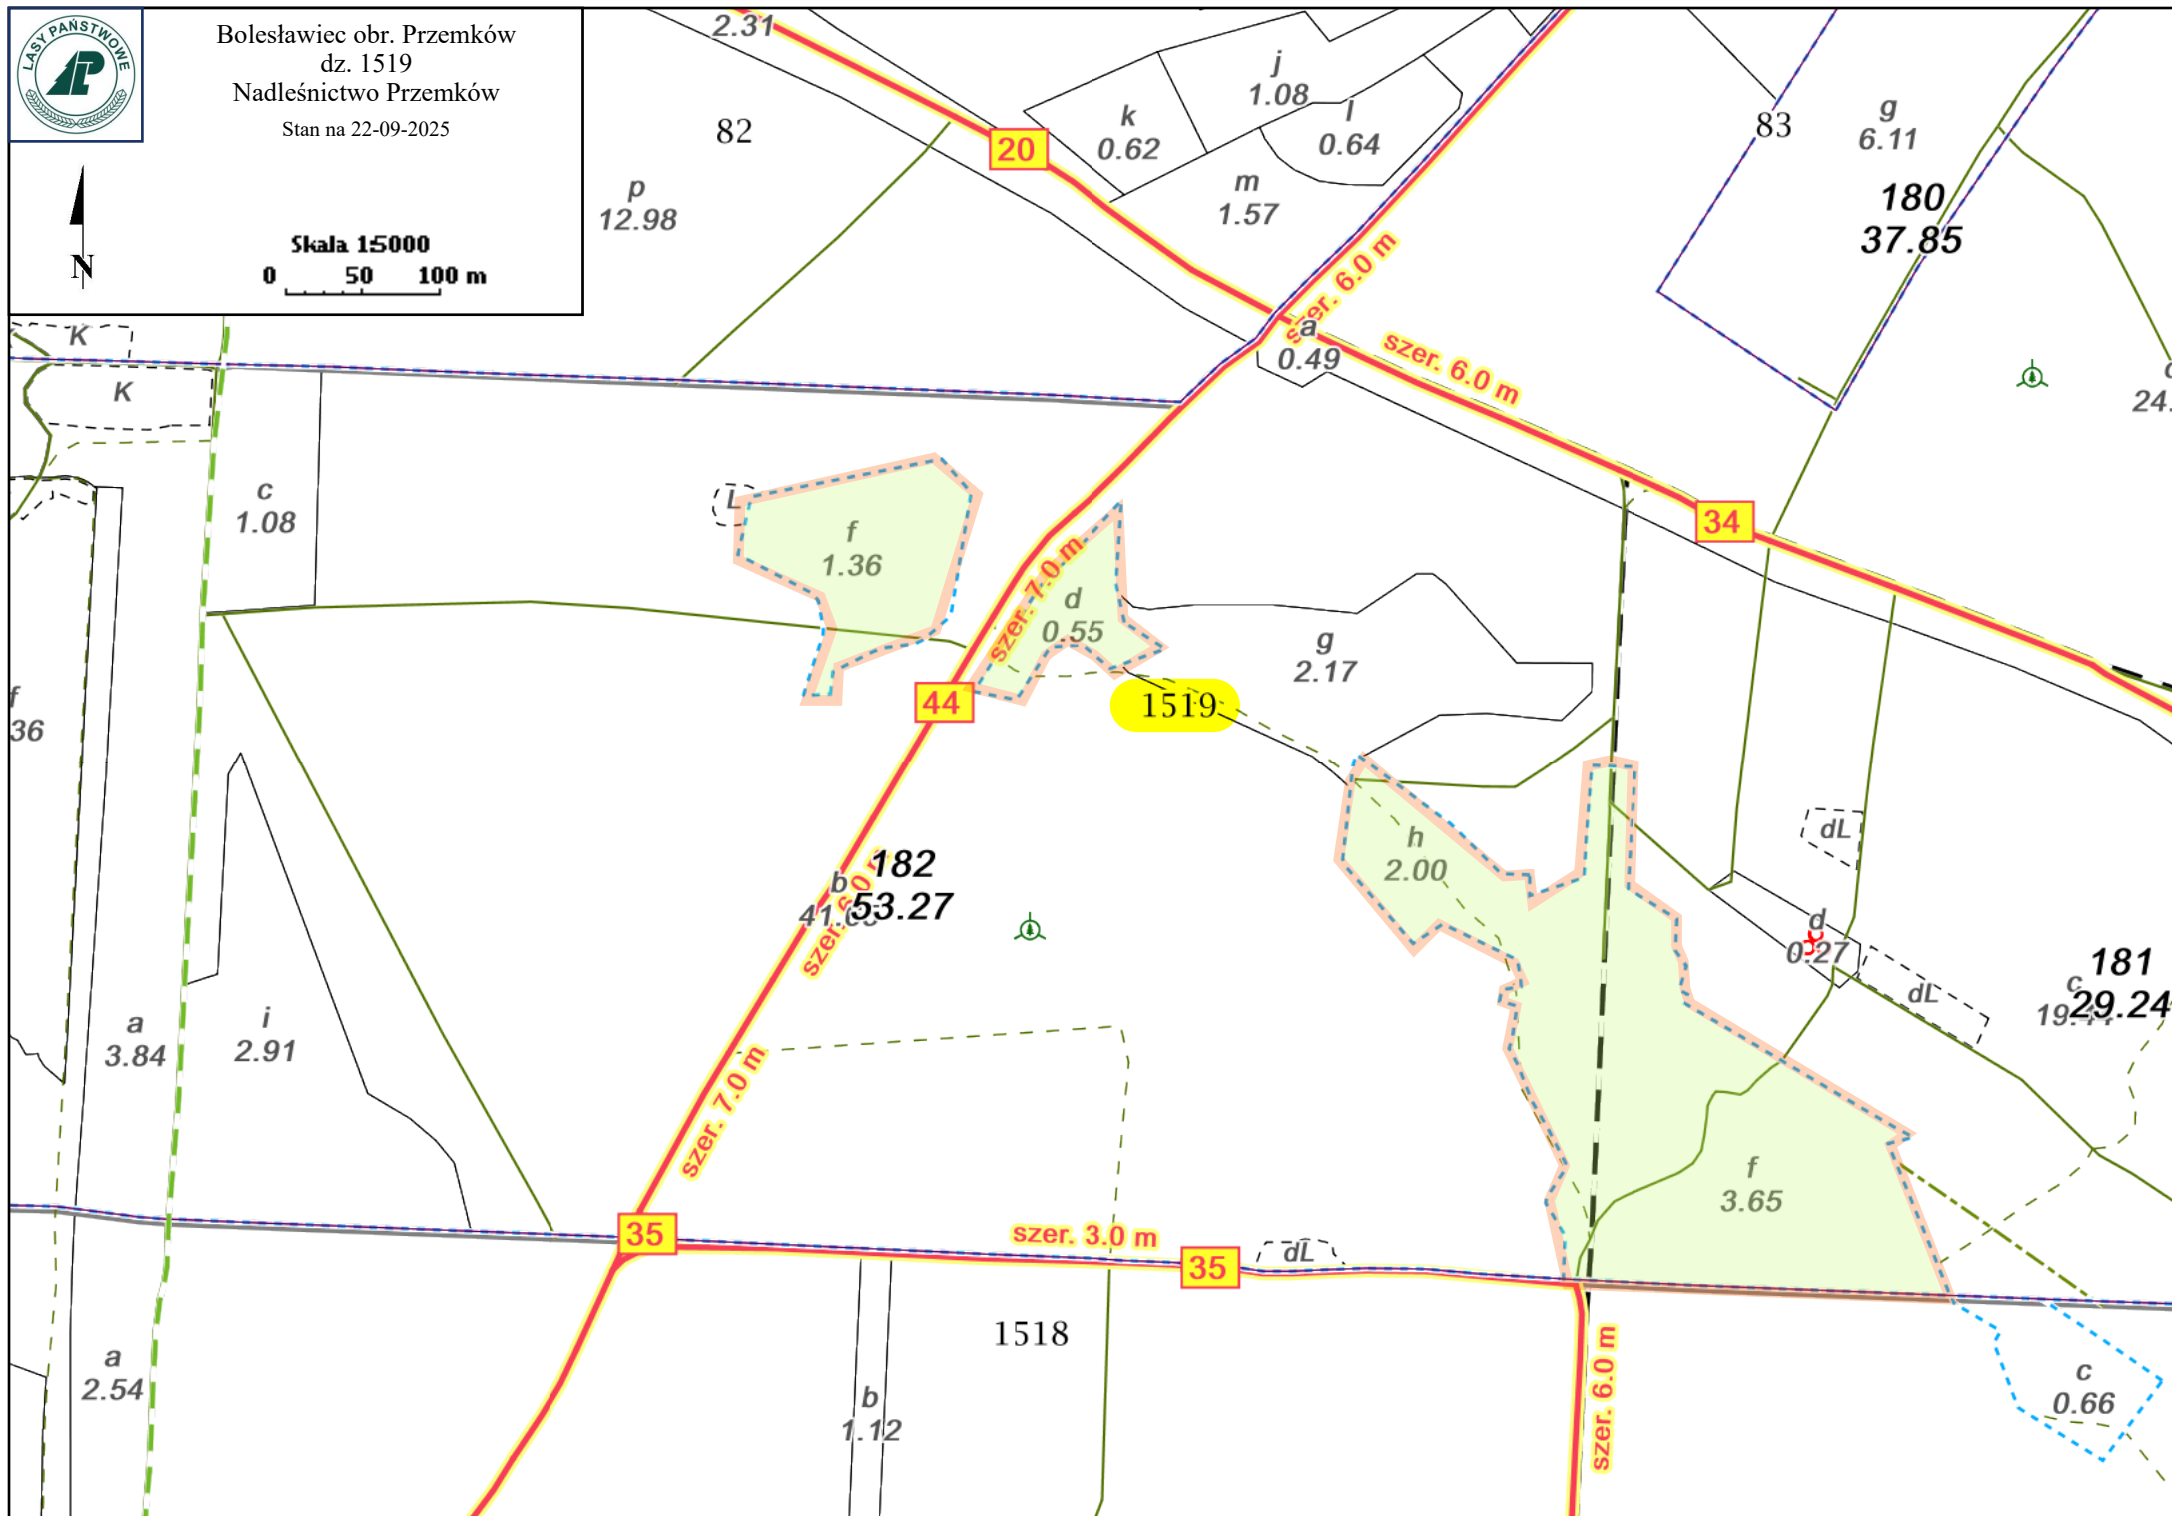 LASY PAŃSTWOWE
Bolesławiec obr. Przemków
dz. 1519
Nadleśnictwo Przemków
Stan na 22-09-2025
N
Skala 1:5000
0 50 100 m
2.31
82
p
12.98
20
k
0.62
j
1.08
l
0.64
m
1.57
83
g
6.11
180
37.85
szer. 6.0 m
a
0.49
szer. 6.0 m
24.
K
K
c
1.08
L
f
1.36
szer. 7.0 m
d
0.55
34
g
2.17
44
1519
f
36
h
2.00
dL
182
53.27
b
szer. 6.0 m
d
0.27
dL
181
29.24
c
a
3.84
i
2.91
szer. 7.0 m
f
3.65
35
szer. 3.0 m
35
dL
1518
a
2.54
b
1.12
szer. 6.0 m
c
0.66